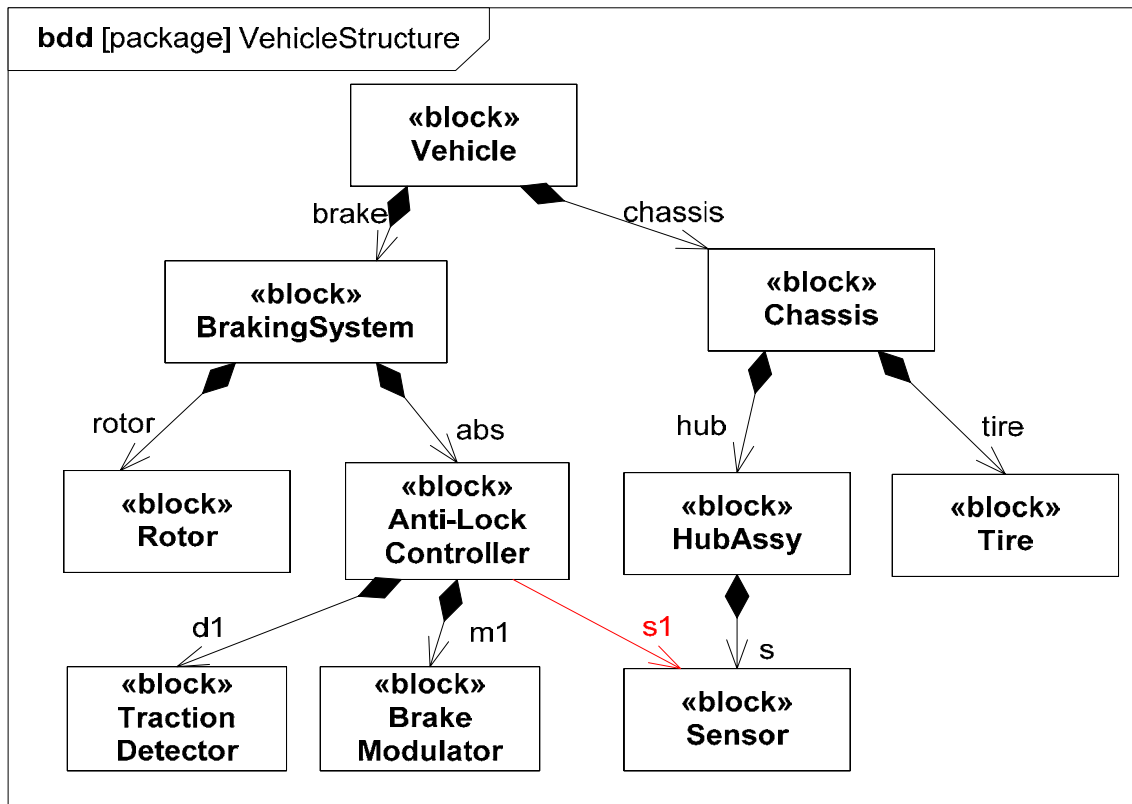 bdd [package] VehicleStructure
«block»
Vehicle
brake
chassis
«block»
BrakingSystem
«block»
Chassis
rotor
abs
hub
tire
«block»
Rotor
«block»
Anti-Lock
Controller
«block»
HubAssy
«block»
Tire
d1
m1
s1
s
«block»
Traction
Detector
«block»
Brake
Modulator
«block»
Sensor